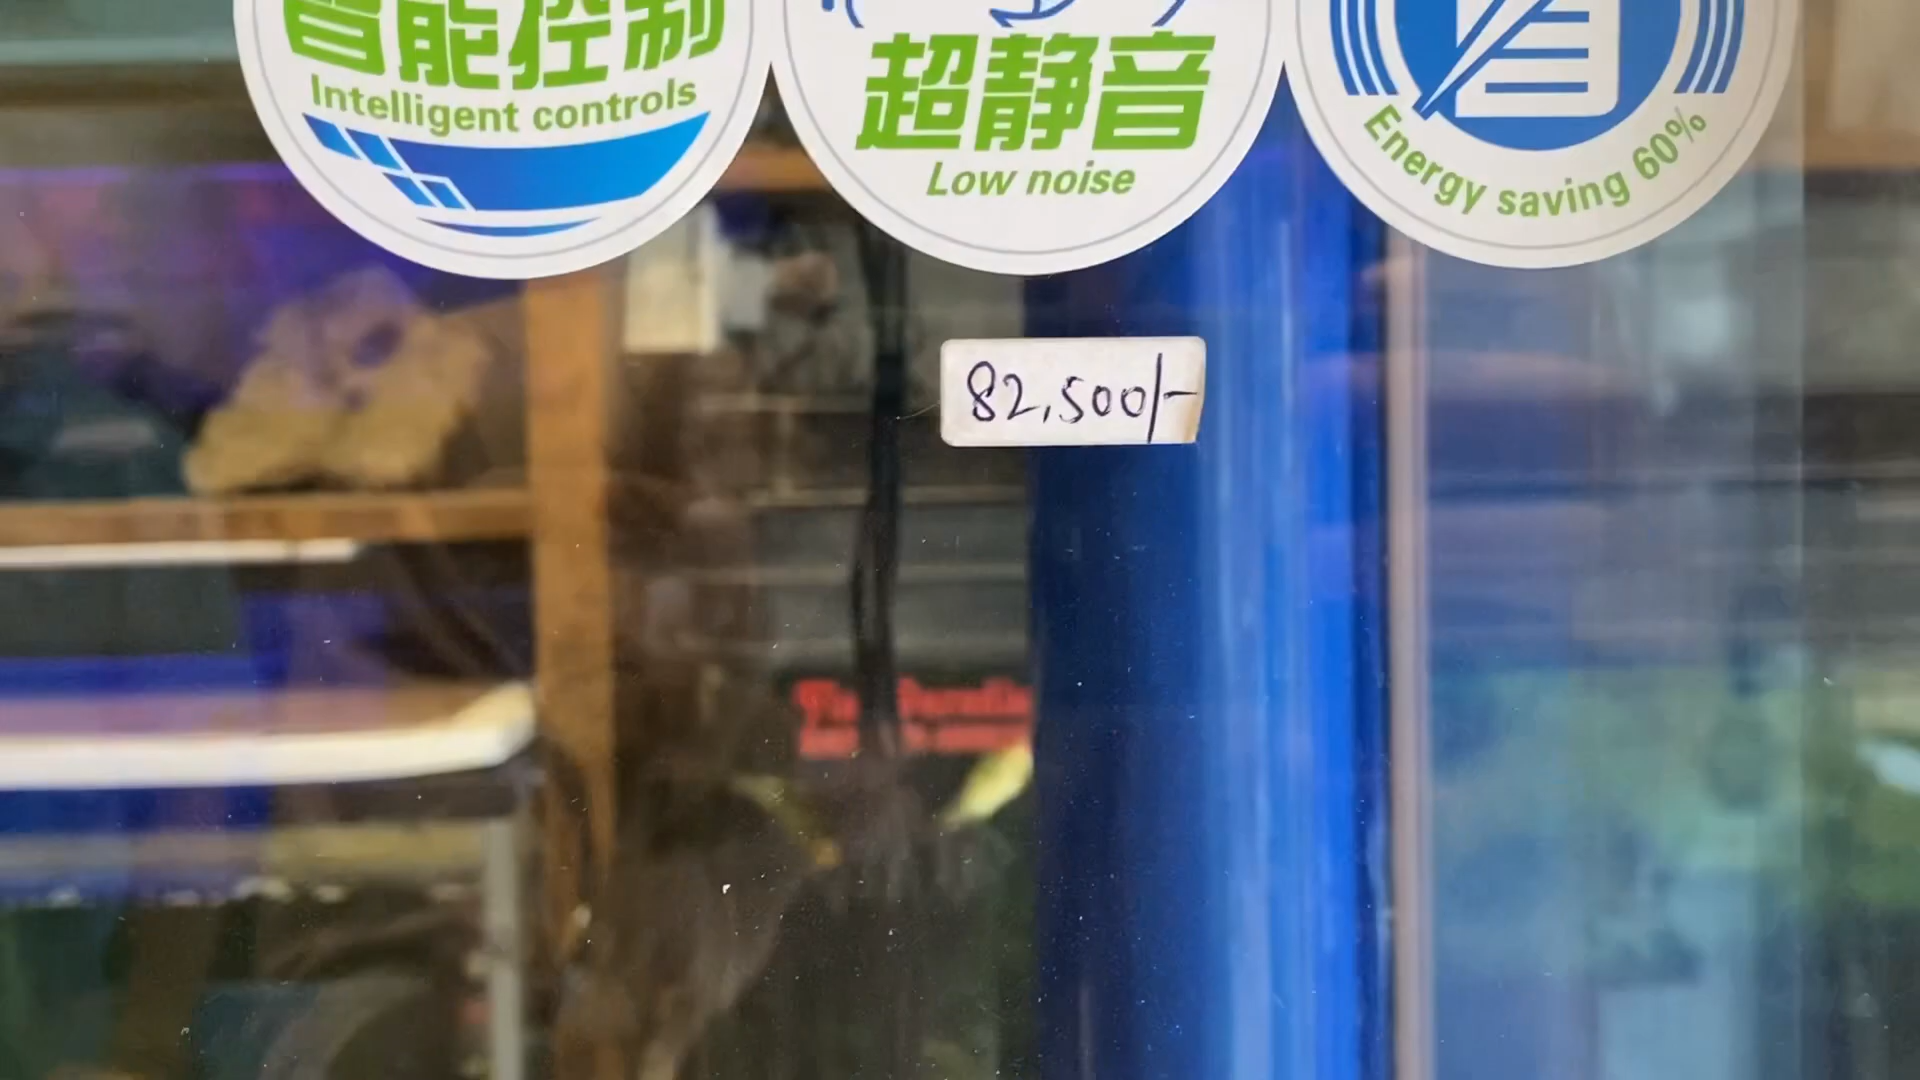 智能控制
Intelligent controls
超静音
Low noise
Energy saving 60%
82,500/-